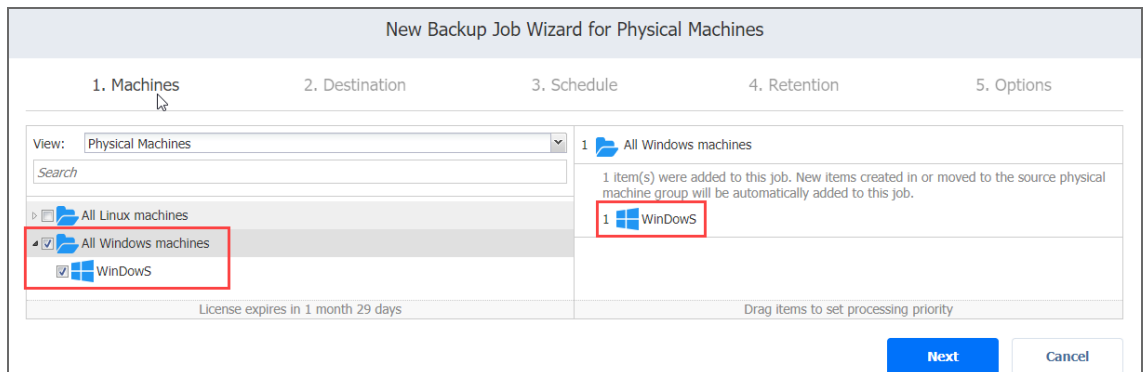 New Backup Job Wizard for Physical Machines
1. Machines 2. Destination 3. Schedule 4. Retention 5. Options
View: Physical Machines
Search
All Linux machines
All Windows machines
WinDowS
License expires in 1 month 29 days
1 All Windows machines
1 item(s) were added to this job. New items created in or moved to the source physical
machine group will be automatically added to this job.
1 WinDowS
Drag items to set processing priority
Next Cancel